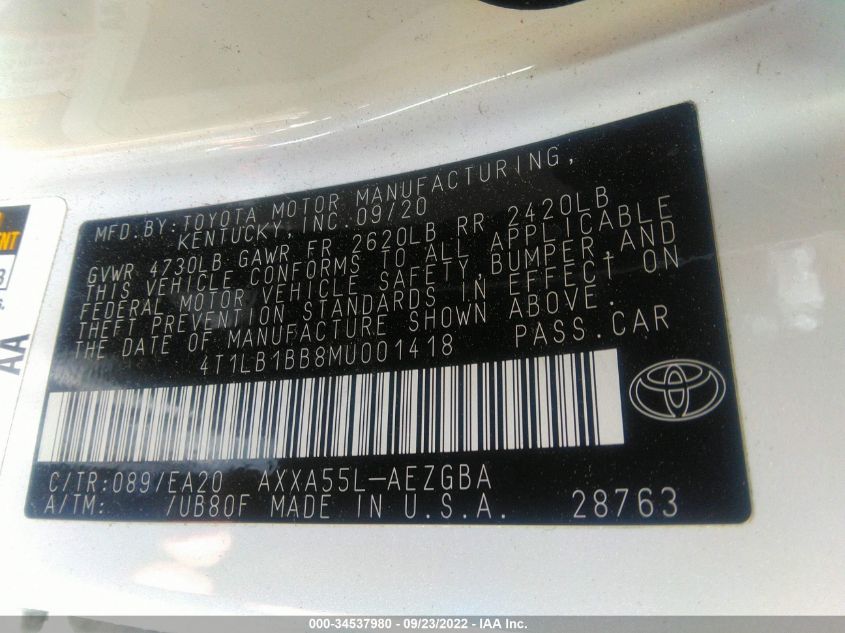 MFD.BY:TOYOTA MOTOR MANUFACTURING,
KENTUCKY,INC.09/20
GVWR 4730LB GAWR FR 2620LB RR 2420LB
THIS VEHICLE CONFORMS TO ALL APPLICABLE
FEDERAL MOTOR VEHICLE SAFETY,BUMPER,AND
THEFT PREVENTION STANDARDS IN EFFECT ON
THE DATE OF MANUFACTURE SHOWN ABOVE.
4T1LB1BB8MU001418 PASS.CAR
C/TR:089/EA20 AXXA55L-AEZGBA
A/TM: /UB80F MADE IN U.S.A. 28763
AA
000-34537980 - 09/23/2022 - IAA Inc.